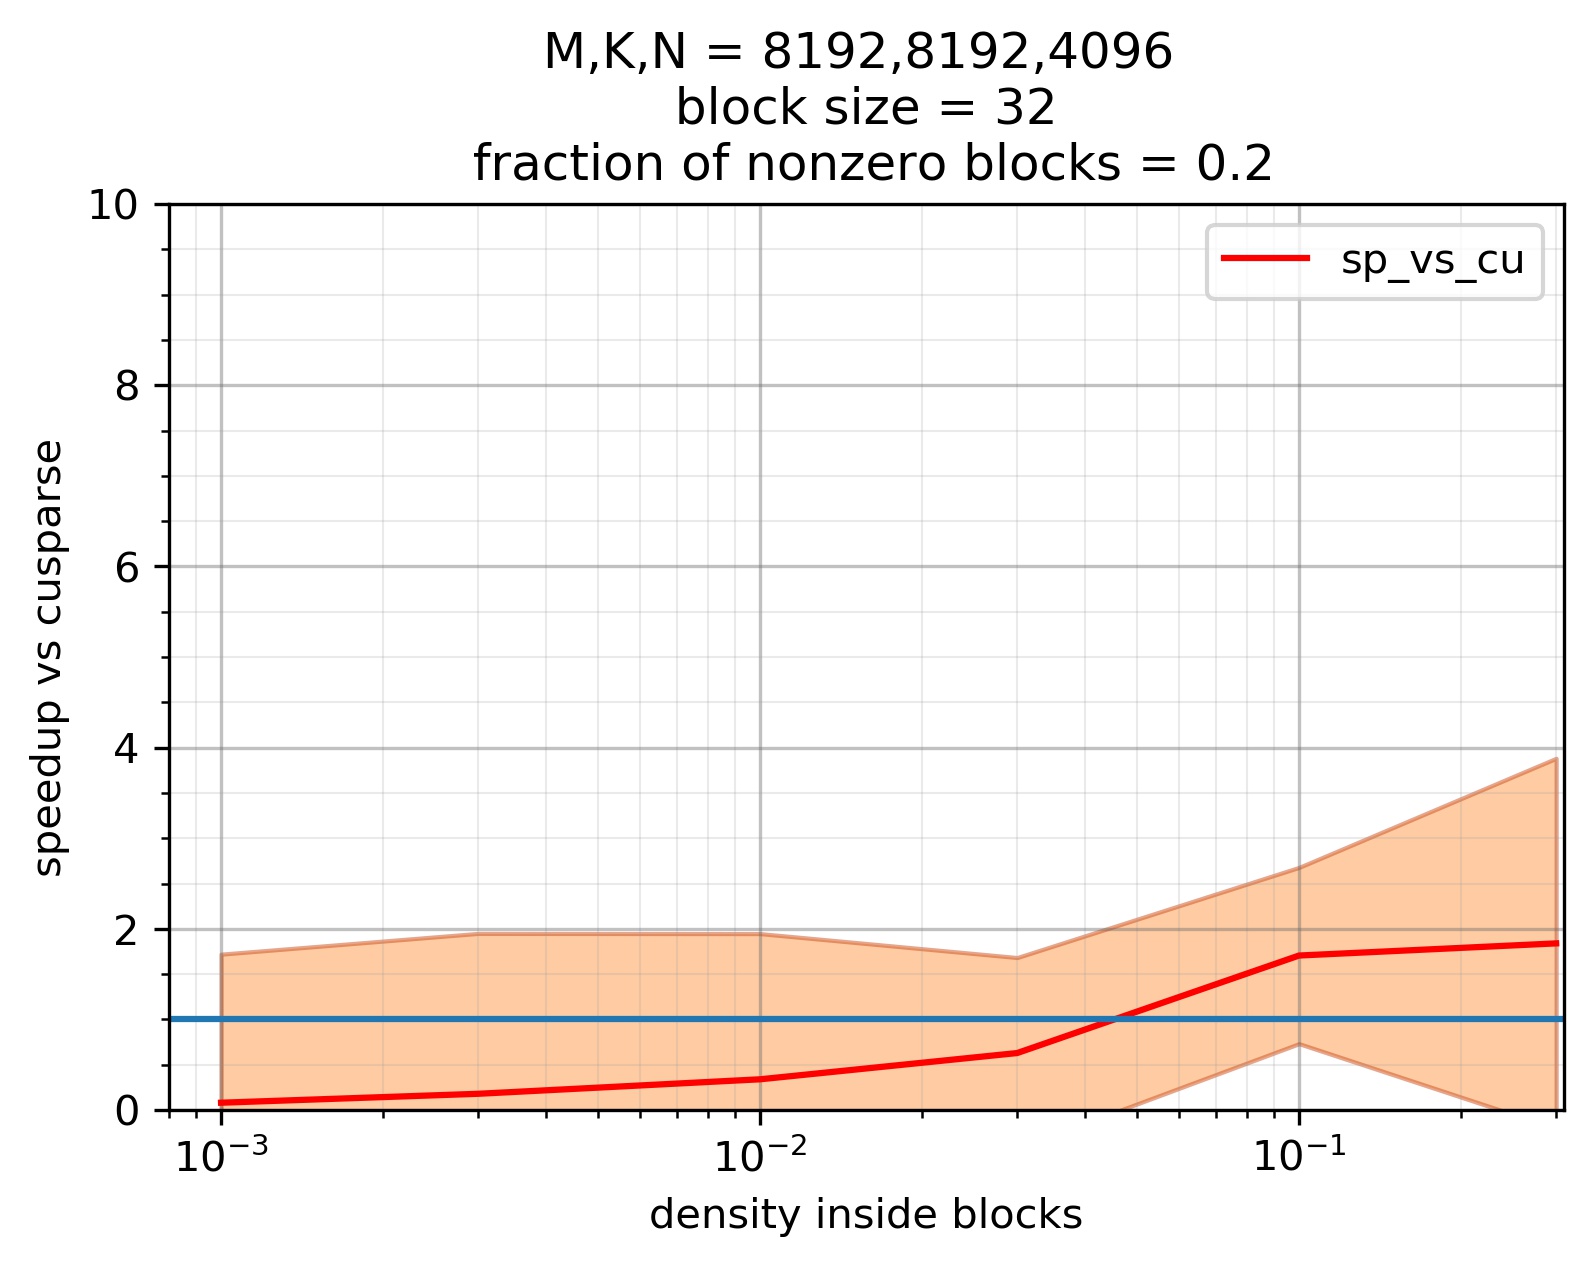 M,K,N = 8192,8192,4096
block size = 32
fraction of nonzero blocks = 0.2
sp_vs_cu
speedup vs cusparse
10
8
6
4
2
0
10⁻³
10⁻²
10⁻¹
density inside blocks